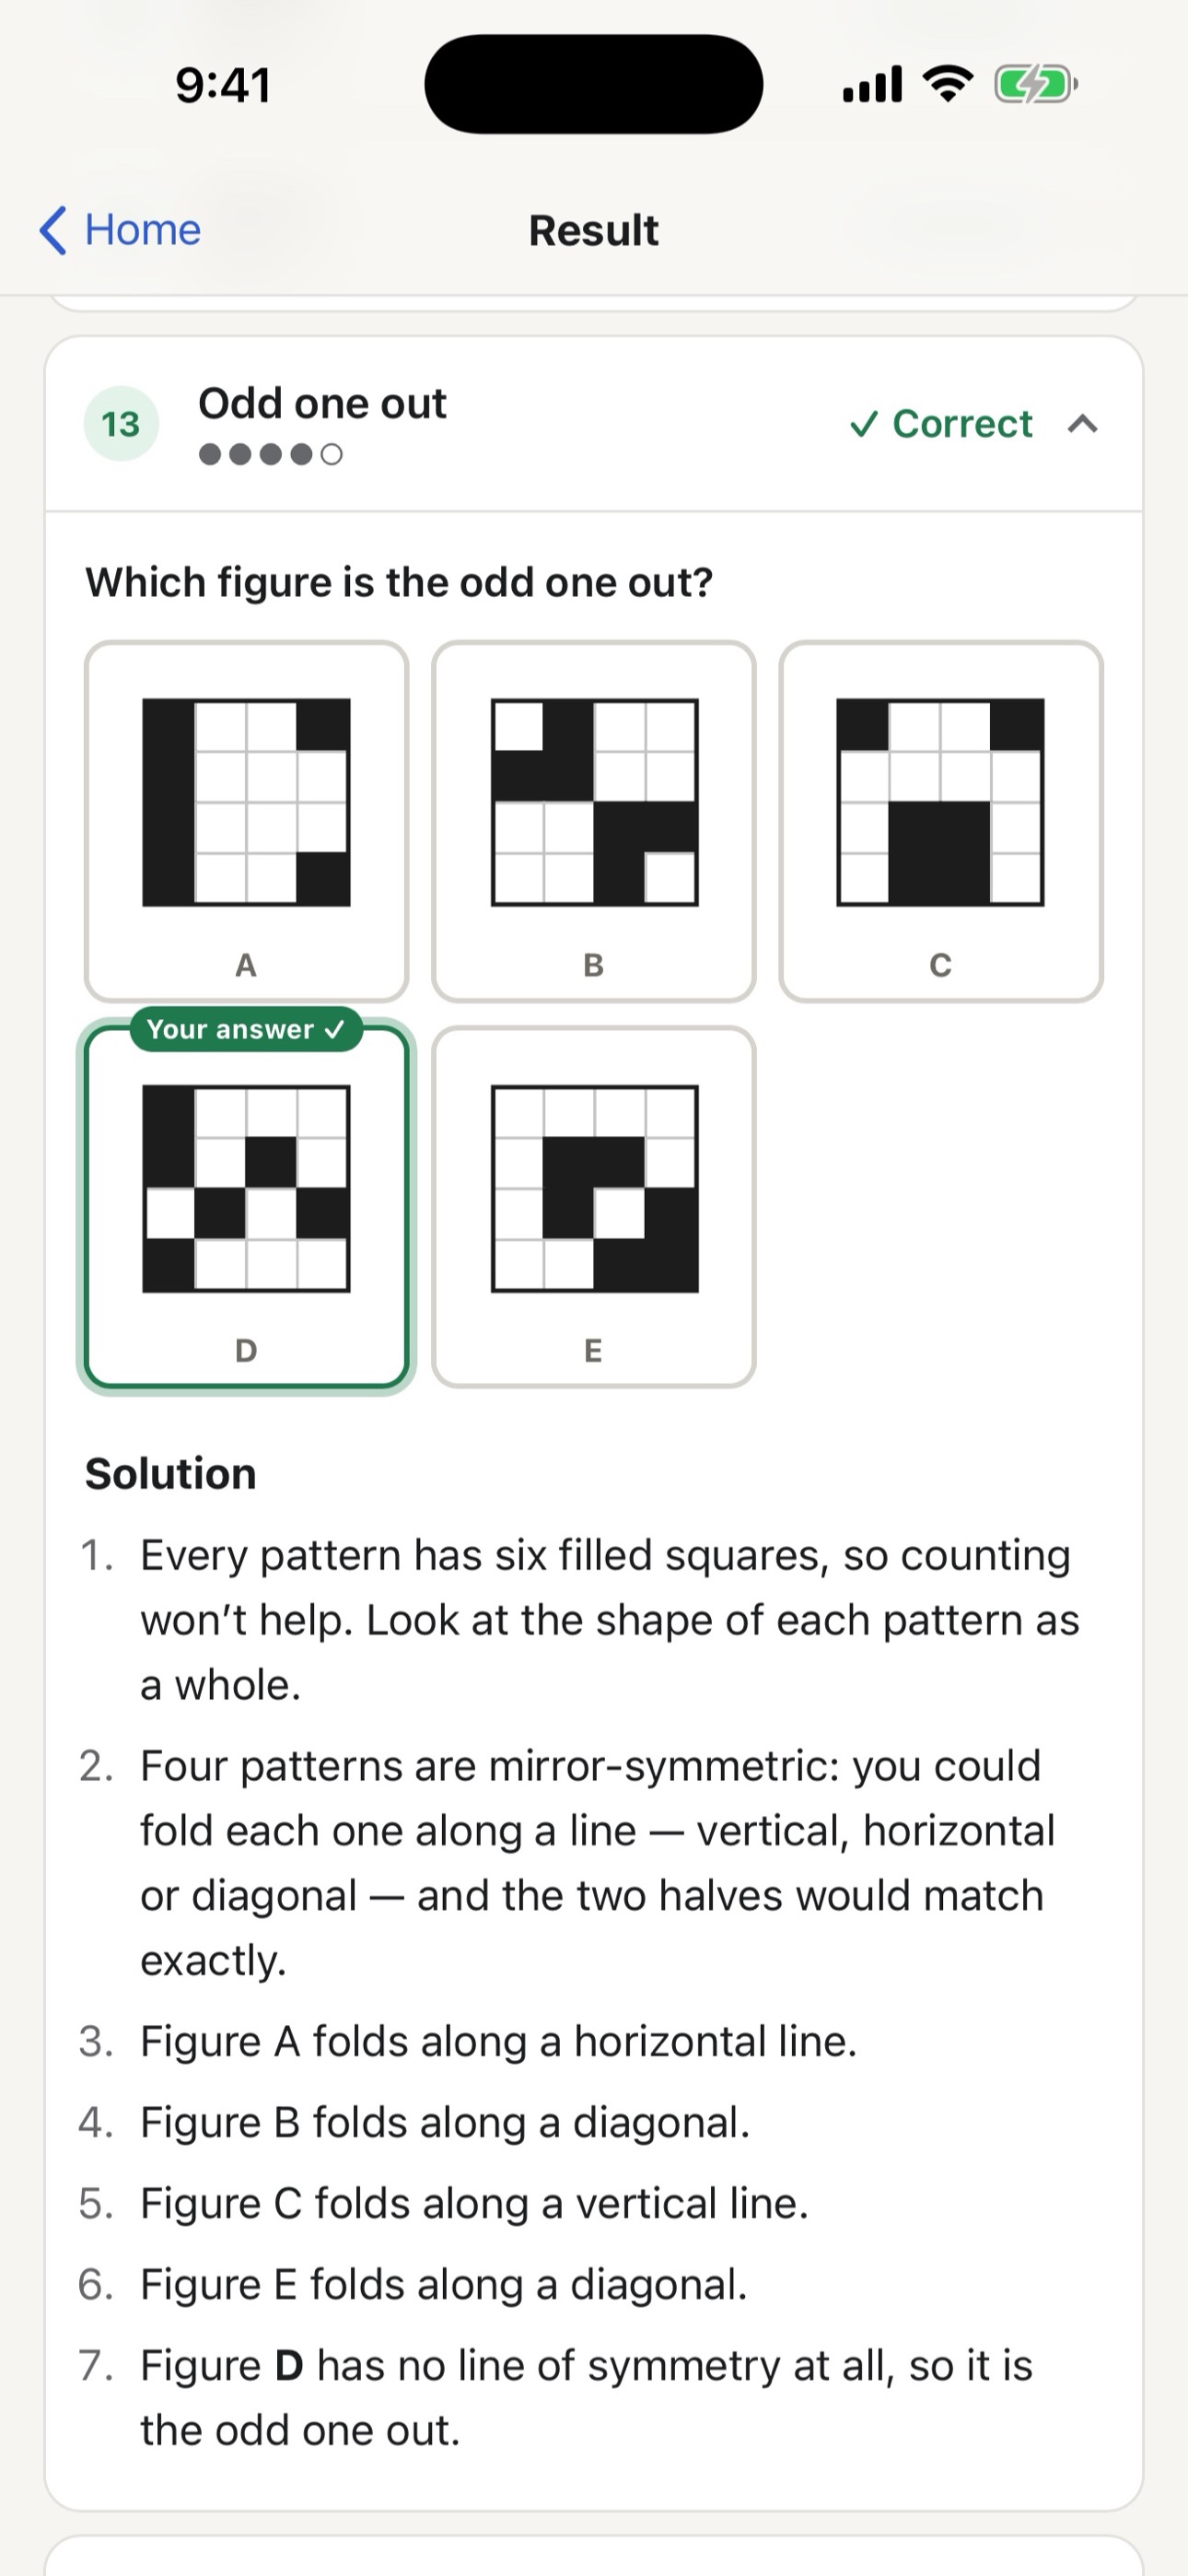 9:41
Home
Result
13
Odd one out
✓ Correct
Which figure is the odd one out?
A
B
C
Your answer ✓
D
E
Solution
1. Every pattern has six filled squares, so counting
won’t help. Look at the shape of each pattern as
a whole.
2. Four patterns are mirror-symmetric: you could
fold each one along a line — vertical, horizontal
or diagonal — and the two halves would match
exactly.
3. Figure A folds along a horizontal line.
4. Figure B folds along a diagonal.
5. Figure C folds along a vertical line.
6. Figure E folds along a diagonal.
7. Figure D has no line of symmetry at all, so it is
the odd one out.